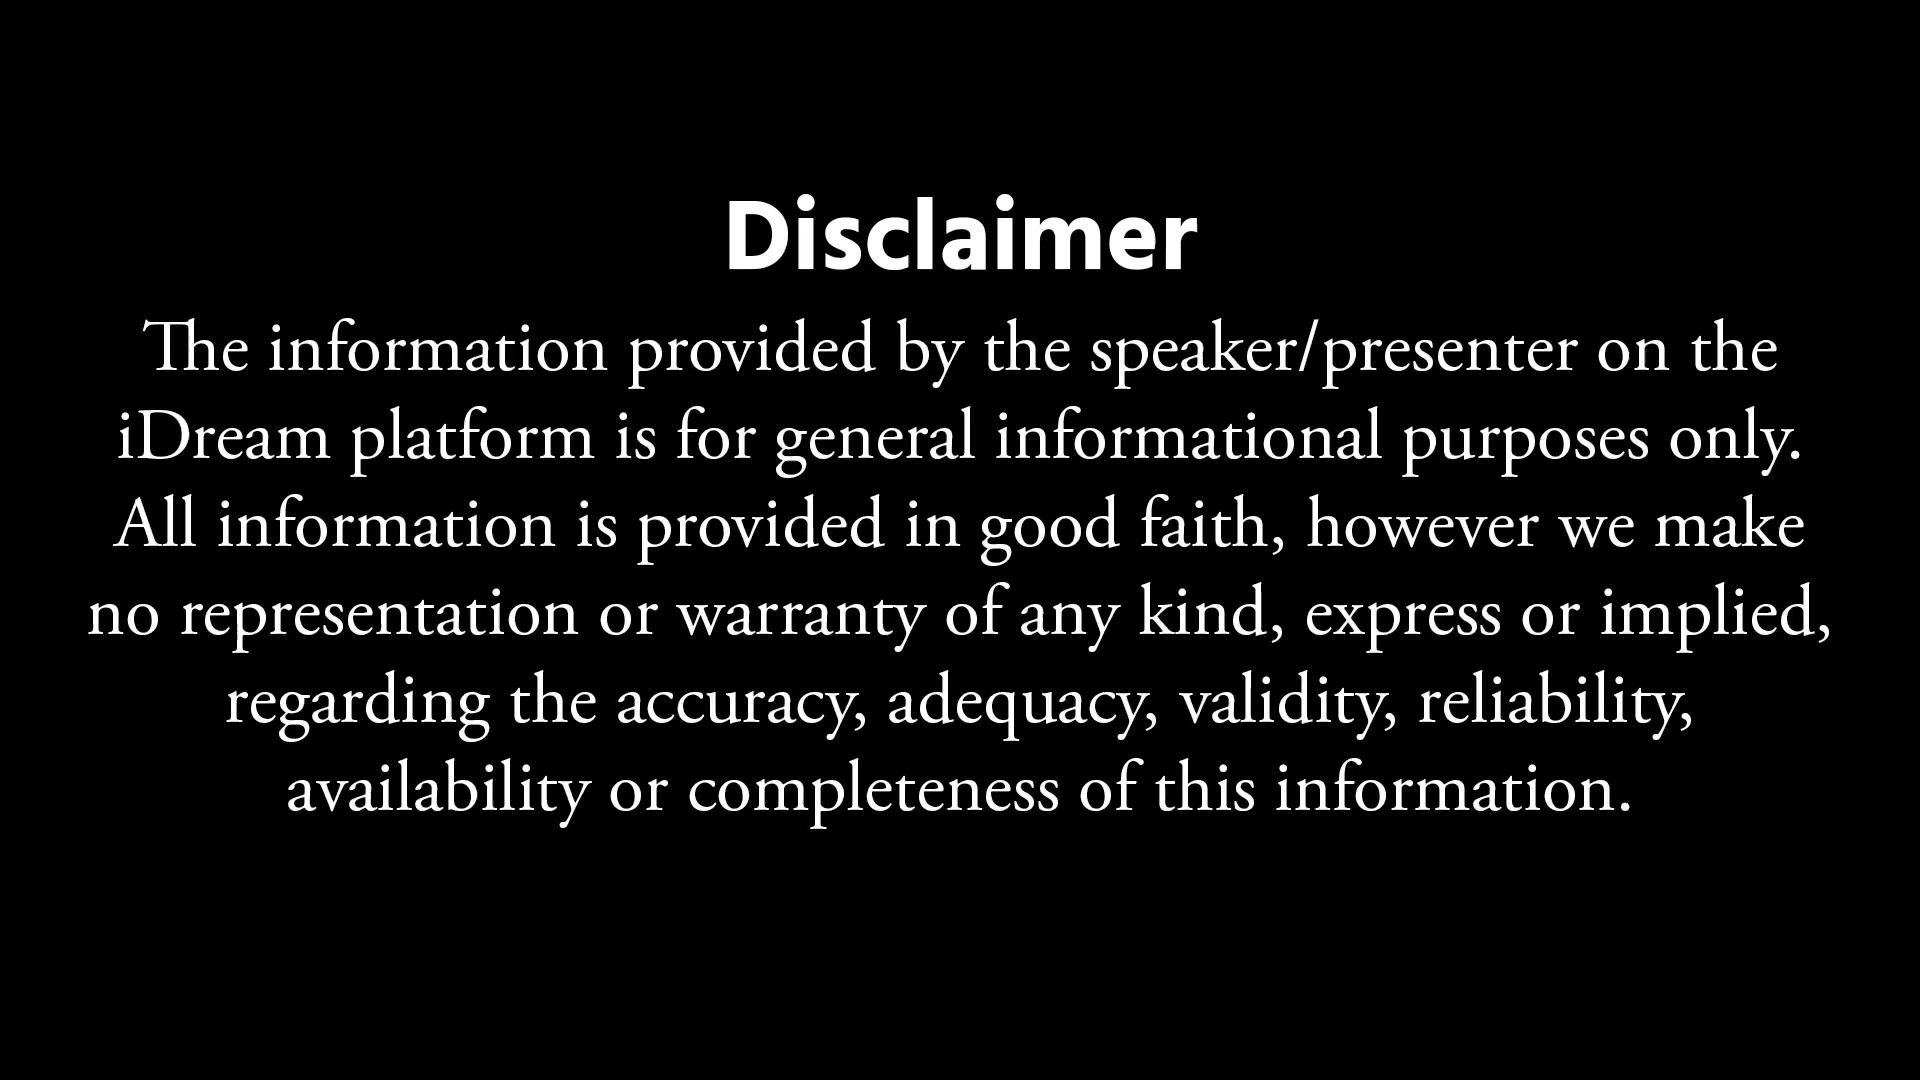 Disclaimer
The information provided by the speaker/presenter on the
iDream platform is for general informational purposes only.
All information is provided in good faith, however we make
no representation or warranty of any kind, express or implied,
regarding the accuracy, adequacy, validity, reliability,
availability or completeness of this information.